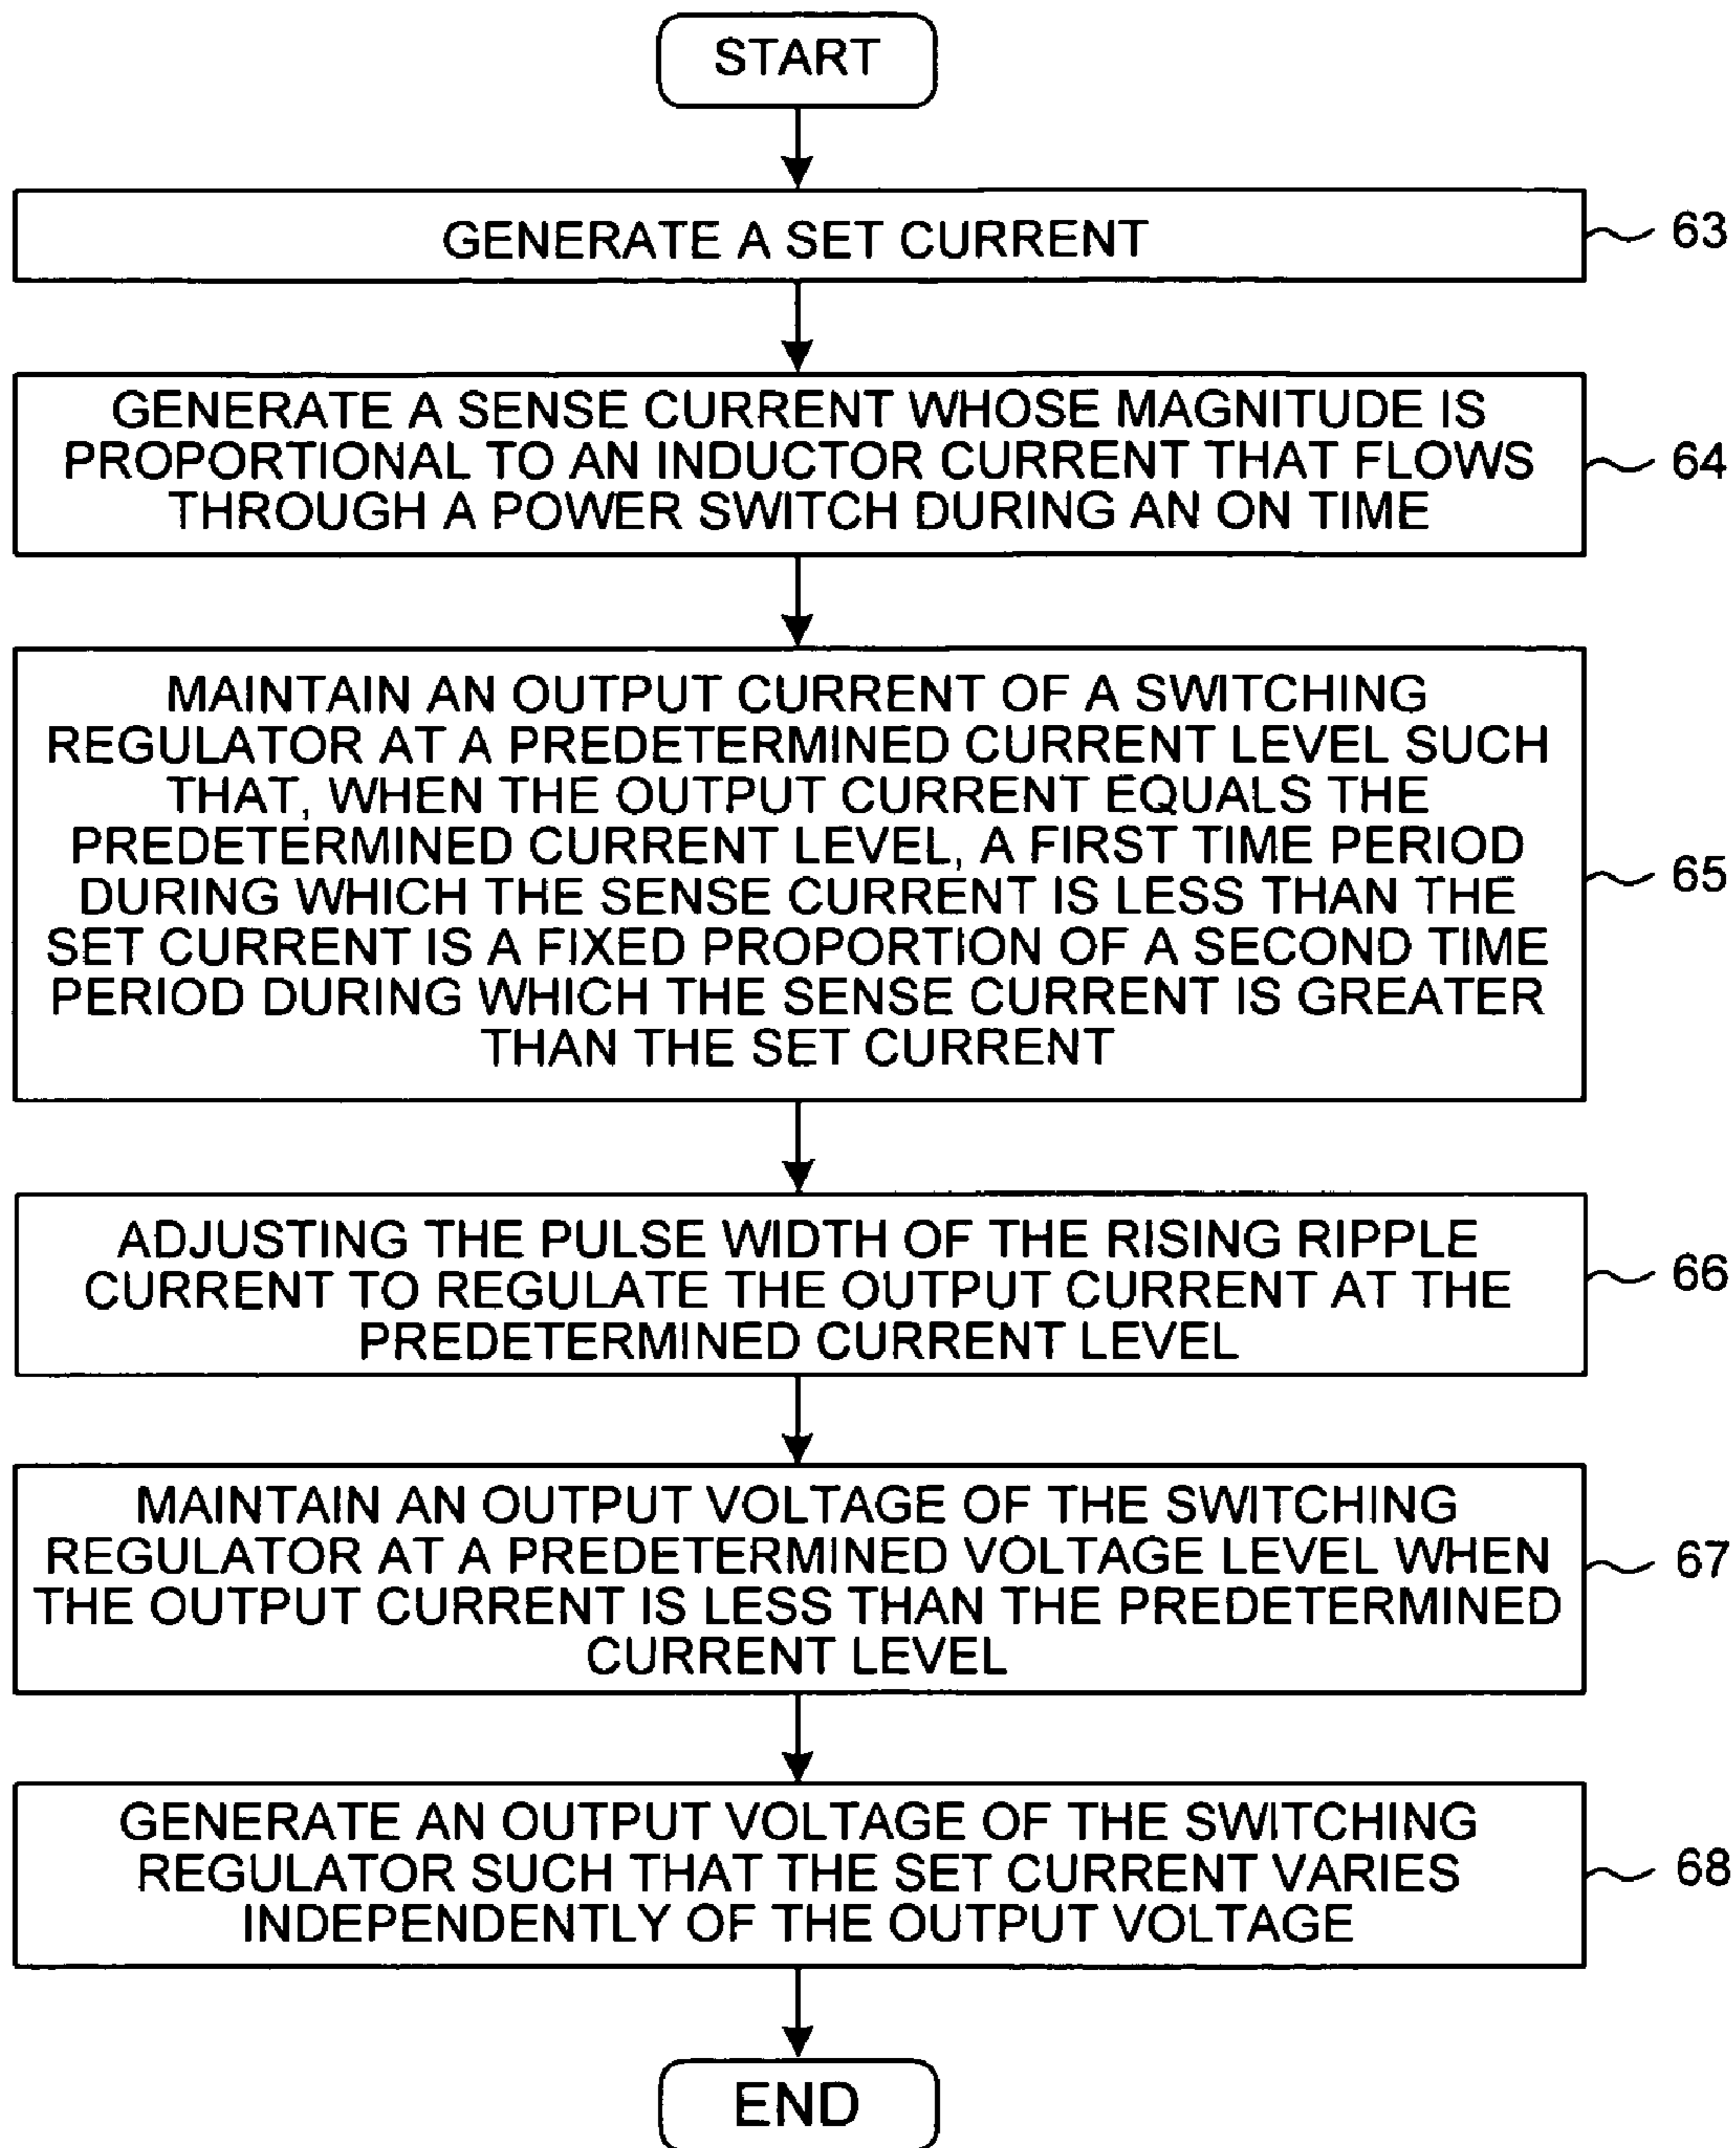 START
GENERATE A SET CURRENT
63
GENERATE A SENSE CURRENT WHOSE MAGNITUDE IS
PROPORTIONAL TO AN INDUCTOR CURRENT THAT FLOWS
THROUGH A POWER SWITCH DURING AN ON TIME
64
MAINTAIN AN OUTPUT CURRENT OF A SWITCHING
REGULATOR AT A PREDETERMINED CURRENT LEVEL SUCH
THAT, WHEN THE OUTPUT CURRENT EQUALS THE
PREDETERMINED CURRENT LEVEL, A FIRST TIME PERIOD
DURING WHICH THE SENSE CURRENT IS LESS THAN THE
SET CURRENT IS A FIXED PROPORTION OF A SECOND TIME
PERIOD DURING WHICH THE SENSE CURRENT IS GREATER
THAN THE SET CURRENT
65
ADJUSTING THE PULSE WIDTH OF THE RISING RIPPLE
CURRENT TO REGULATE THE OUTPUT CURRENT AT THE
PREDETERMINED CURRENT LEVEL
66
MAINTAIN AN OUTPUT VOLTAGE OF THE SWITCHING
REGULATOR AT A PREDETERMINED VOLTAGE LEVEL WHEN
THE OUTPUT CURRENT IS LESS THAN THE PREDETERMINED
CURRENT LEVEL
67
GENERATE AN OUTPUT VOLTAGE OF THE SWITCHING
REGULATOR SUCH THAT THE SET CURRENT VARIES
INDEPENDENTLY OF THE OUTPUT VOLTAGE
68
END